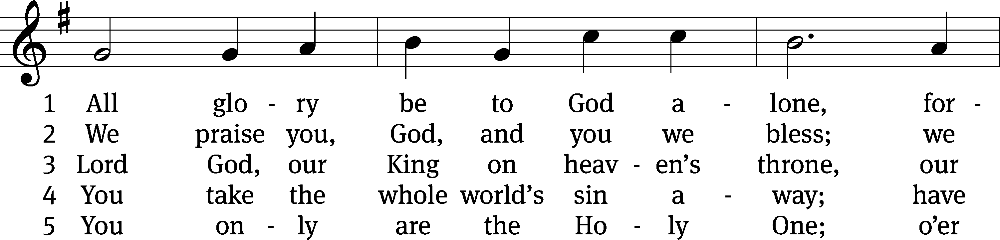 1 All glo - ry be to God a - lone, for -
2 We praise you, God, and you we bless; we
3 Lord God, our King on heav - en’s throne, our
4 You take the whole world’s sin a - way; have
5 You on - ly are the Ho - ly One; o’er